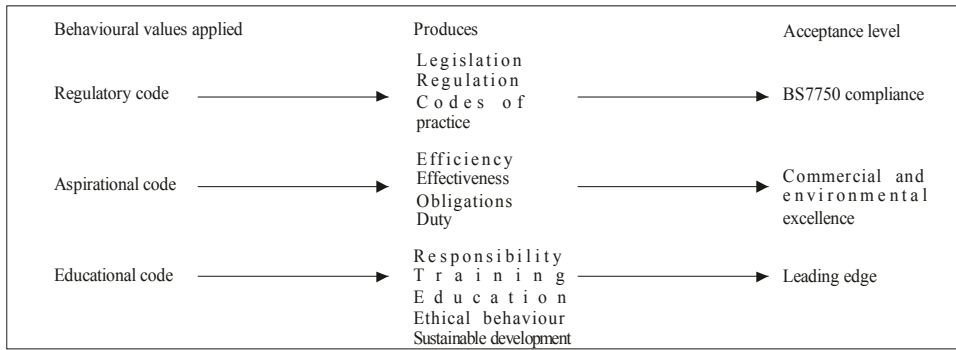 Behavioural values applied
Produces
Acceptance level
Regulatory code
Legislation
Regulation
Codes of
practice
BS7750 compliance
Aspirational code
Efficiency
Effectiveness
Obligations
Duty
Commercial and
environmental
excellence
Educational code
Responsibility
Training
Education
Ethical behaviour
Sustainable development
Leading edge